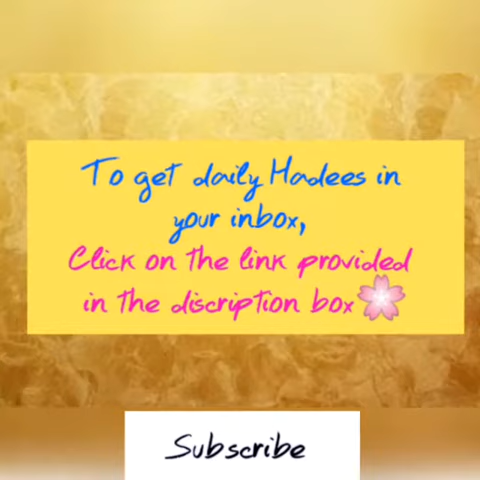 To get daily Hadees in
your inbox,
Click on the link provided
in the discription box🌸
Subscribe